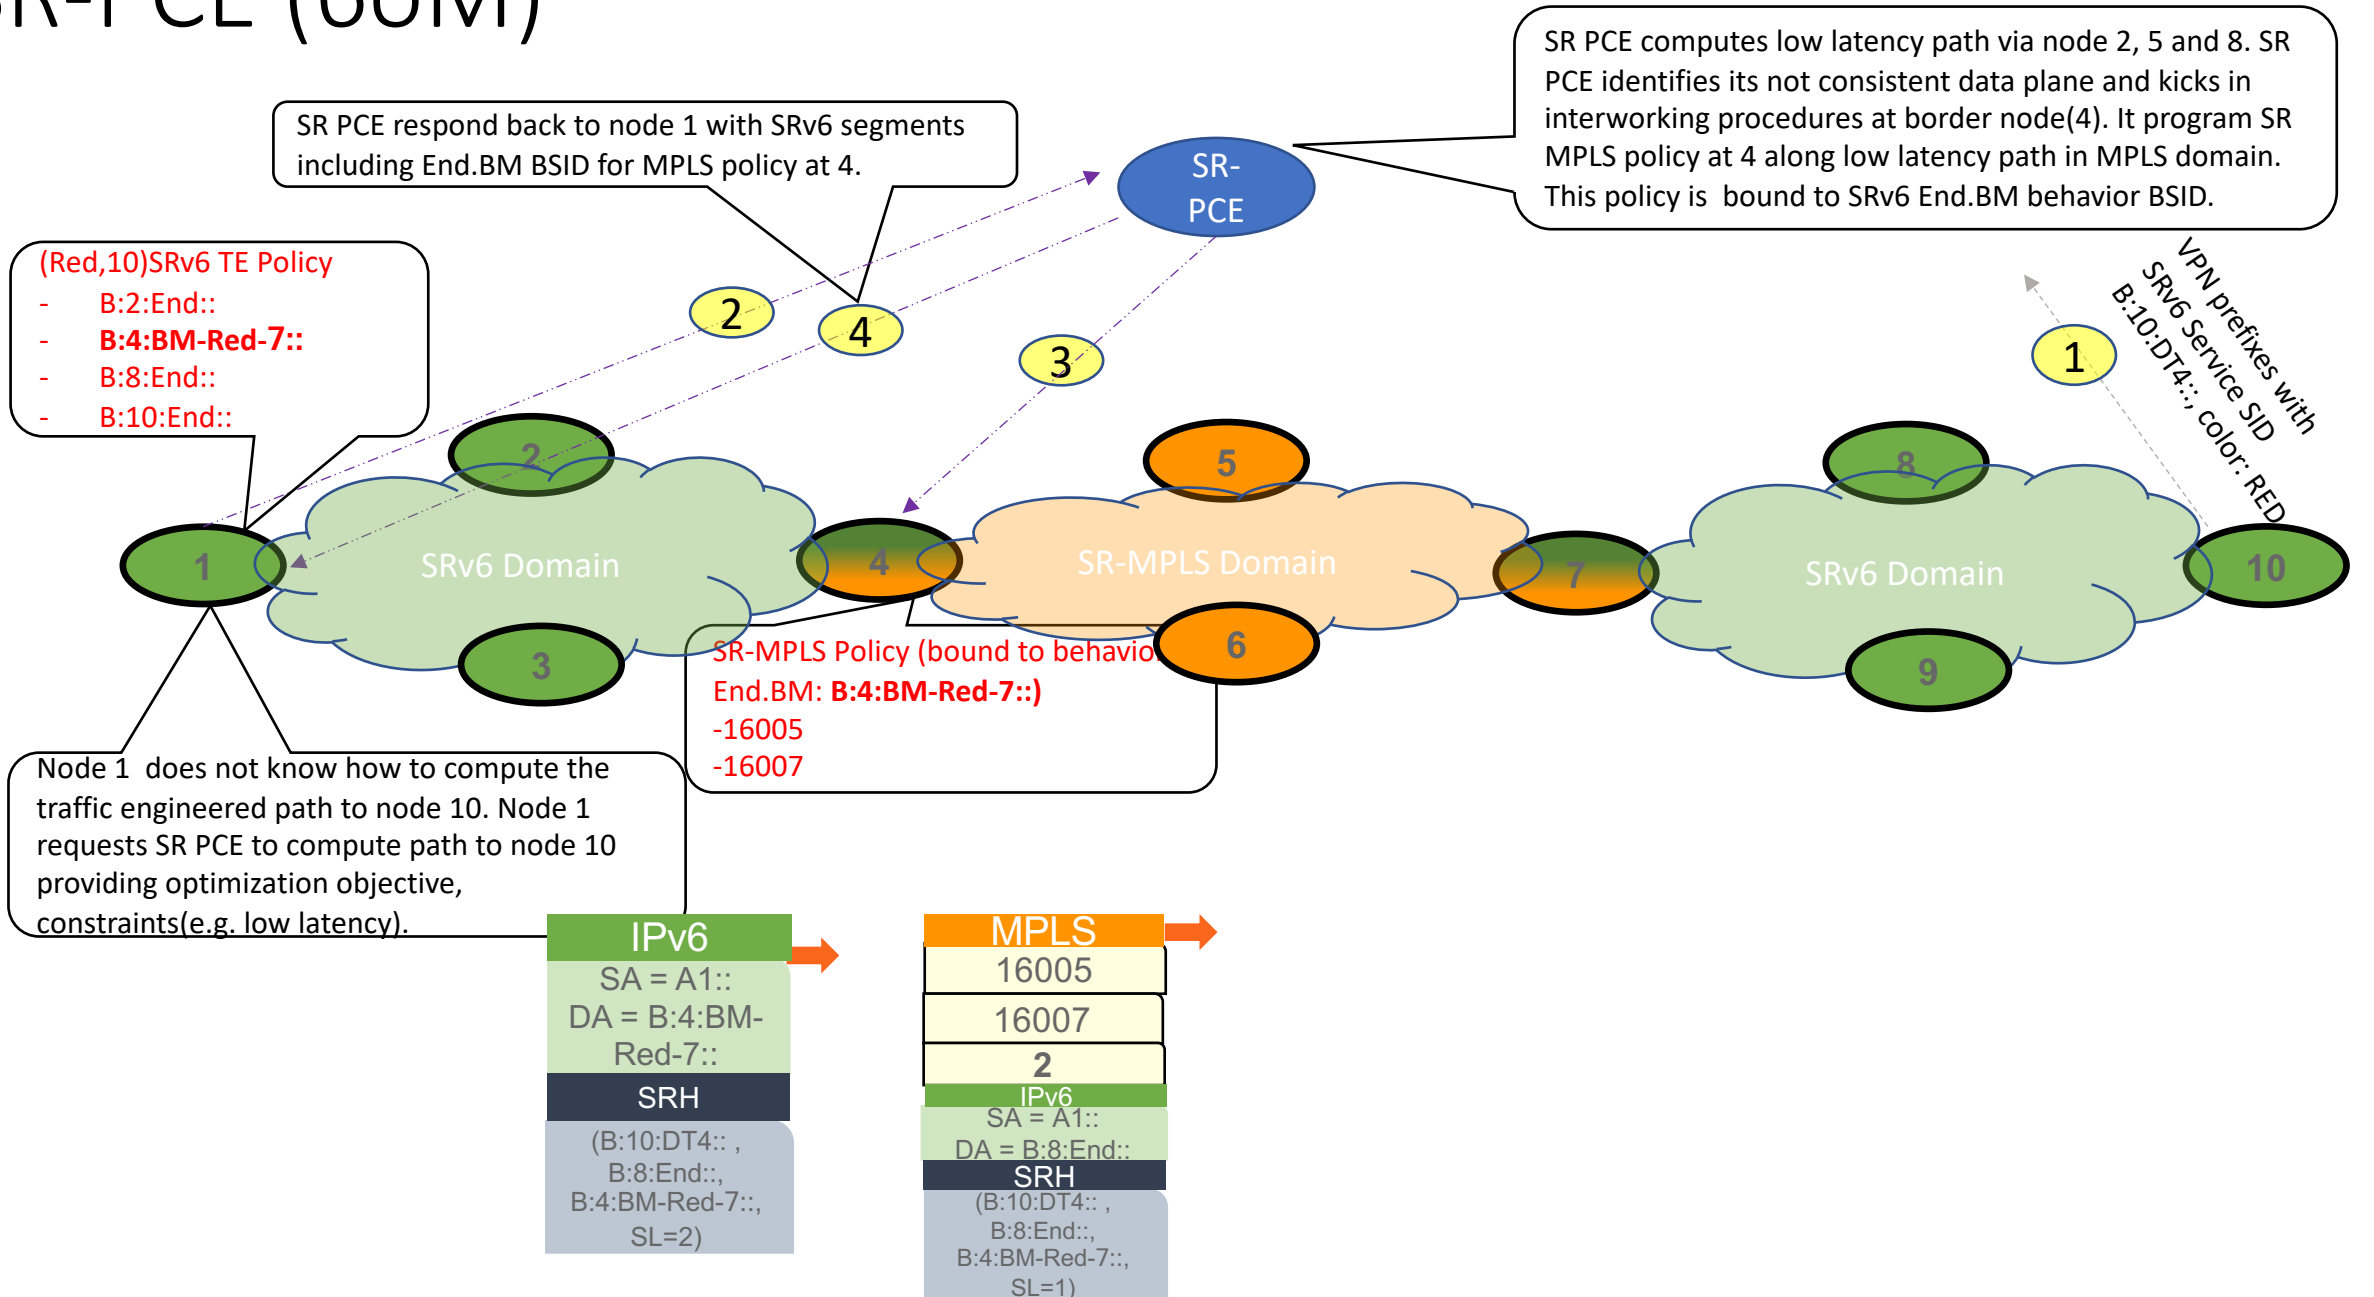 SR-PCE (6oM)
SR PCE computes low latency path via node 2, 5 and 8. SR
PCE identifies its not consistent data plane and kicks in
interworking procedures at border node(4). It program SR
MPLS policy at 4 along low latency path in MPLS domain.
This policy is bound to SRv6 End.BM behavior BSID.
SR PCE respond back to node 1 with SRv6 segments
including End.BM BSID for MPLS policy at 4.
SR-
PCE
(Red,10)SRv6 TE Policy
- B:2:End::
- B:4:BM-Red-7::
- B:8:End::
- B:10:End::
2
4
3
1
VPN prefixes with
SRv6 Service SID
B:10:DT4::, color: RED
2
5
8
1
SRv6 Domain
4
SR-MPLS Domain
7
SRv6 Domain
10
3
6
9
SR-MPLS Policy (bound to behavio
End.BM: B:4:BM-Red-7::)
-16005
-16007
Node 1 does not know how to compute the
traffic engineered path to node 10. Node 1
requests SR PCE to compute path to node 10
providing optimization objective,
constraints(e.g. low latency).
IPv6
SA = A1::
DA = B:4:BM-
Red-7::
SRH
(B:10:DT4:: ,
B:8:End::,
B:4:BM-Red-7::,
SL=2)
MPLS
16005
16007
2
IPv6
SA = A1::
DA = B:8:End::
SRH
(B:10:DT4:: ,
B:8:End::,
B:4:BM-Red-7::,
SL=1)